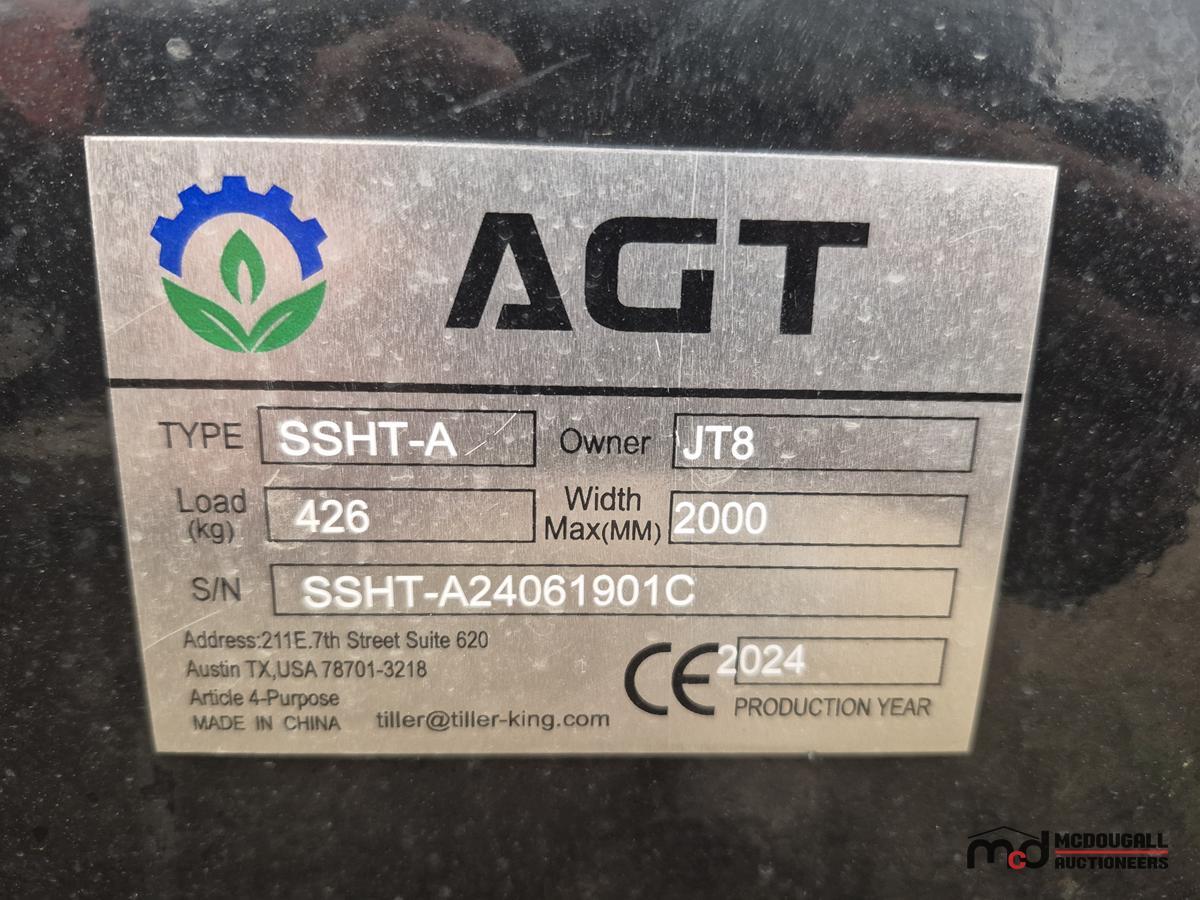 AGT
TYPE SSHT-A Owner JT8
Load (kg) 426 Width Max(MM) 2000
S/N SSHT-A24061901C
Address:211E.7th Street Suite 620
Austin TX,USA 78701-3218
Article 4-Purpose
MADE IN CHINA tiller@tiller-king.com
CE 2024
PRODUCTION YEAR
mcd MCDOUGALL
AUCTIONEERS